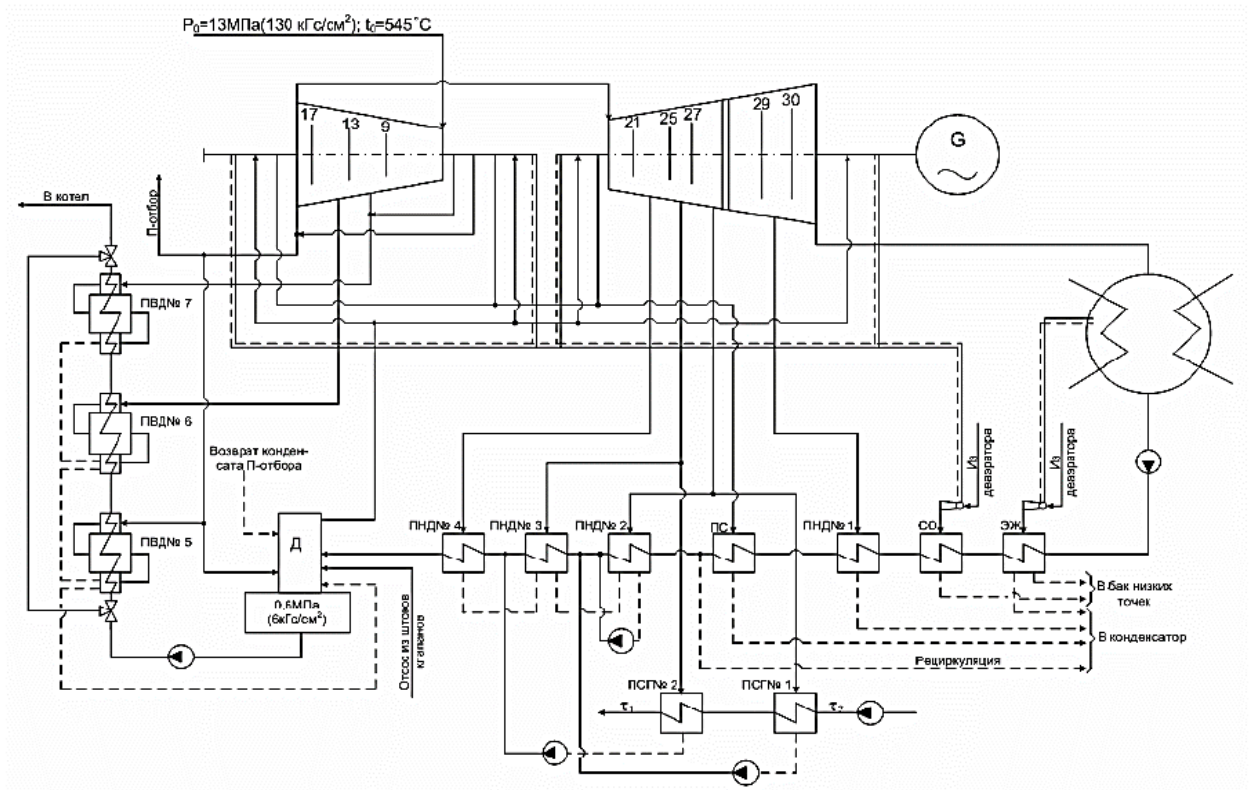 P₀=13МПа(130 кГс/см²); t₀=545˚C
17
13
9
21
25
27
29
30
G
В котел
П-отбор
ПВД№ 7
ПВД№ 6
ПВД№ 5
Возврат конден-
сата П-отбора
Д
0,6МПа
(6кГс/см²)
Отсос из штоков
клапанов
ПНД№ 4
ПНД№ 3
ПНД№ 2
ПС
ПНД№ 1
СО
ЭЖ
Из
деаэратора
Из
деаэратора
В бак низких
точек
В конденсатор
Рециркуляция
ПСГ№ 2
ПСГ№ 1
τ₁
τ₂